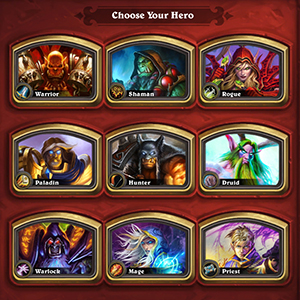 Choose Your Hero
Warrior
Shaman
Rogue
Paladin
Hunter
Druid
Warlock
Mage
Priest